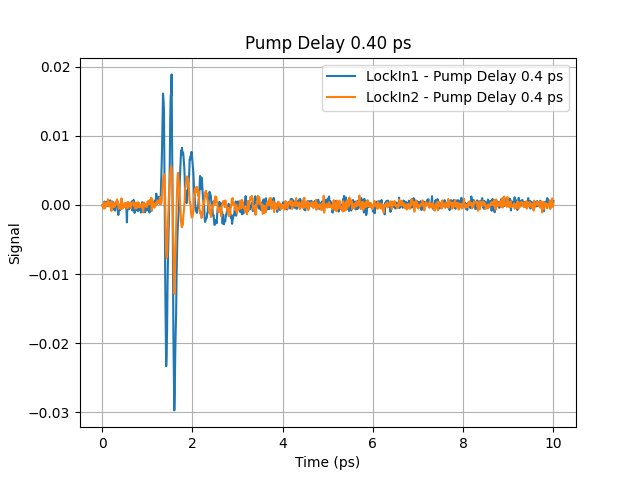 Pump Delay 0.40 ps
LockIn1 - Pump Delay 0.4 ps
LockIn2 - Pump Delay 0.4 ps
0.02
0.01
0.00
−0.01
−0.02
−0.03
Signal
0 2 4 6 8 10
Time (ps)